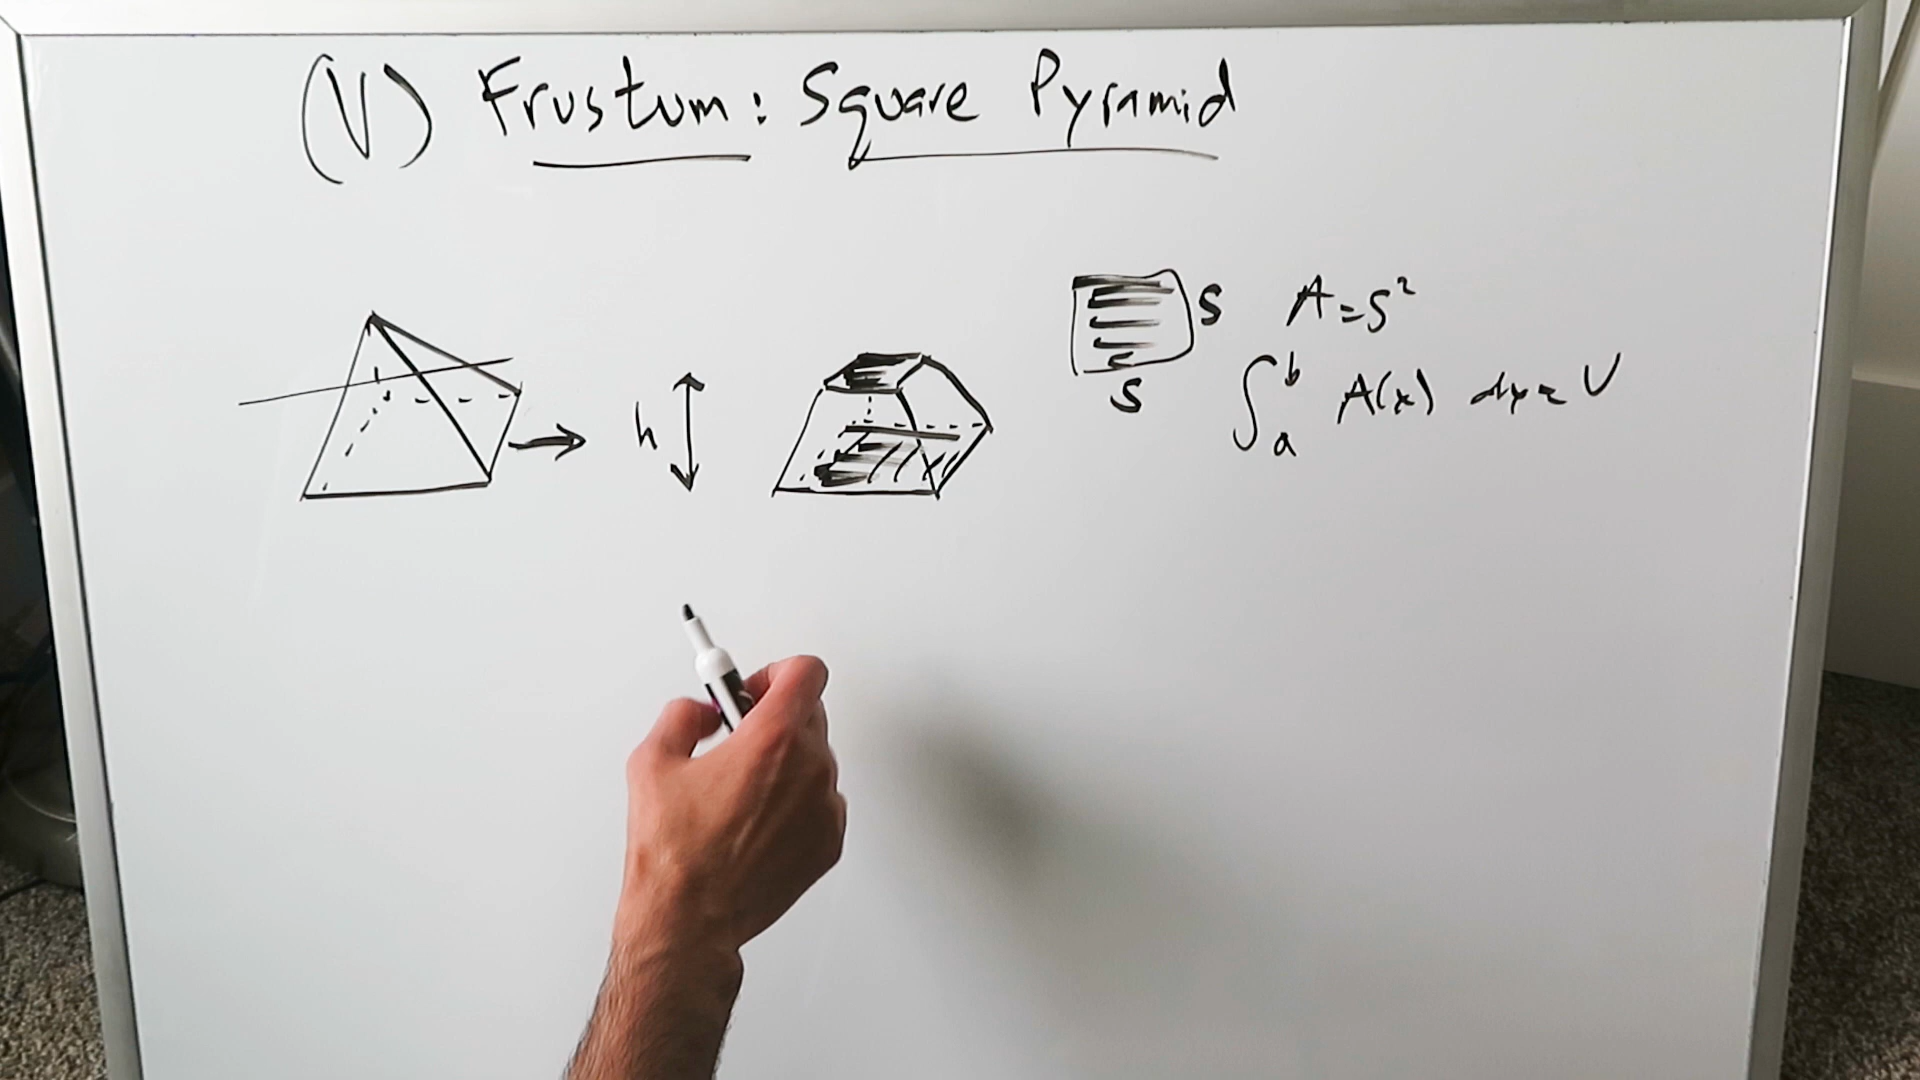 (V) Frustum: Square Pyramid
h
S
S
A=S²
∫ₐᵇ A(x) dx = V